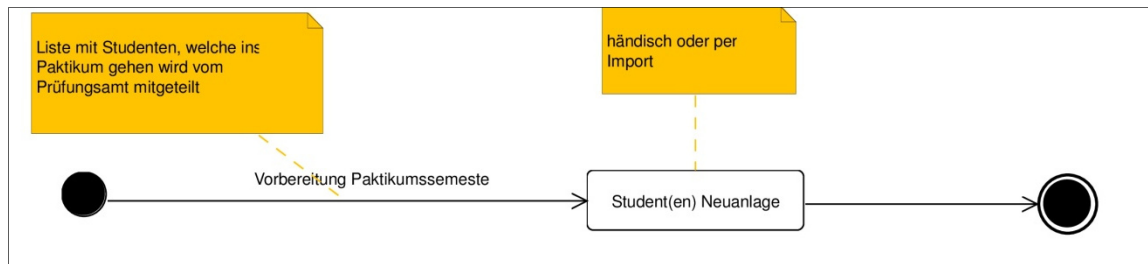 Liste mit Studenten, welche ins
Paktikum gehen wird vom
Prüfungsamt mitgeteilt
händisch oder per
Import
Vorbereitung Paktikumssemeste
Student(en) Neuanlage